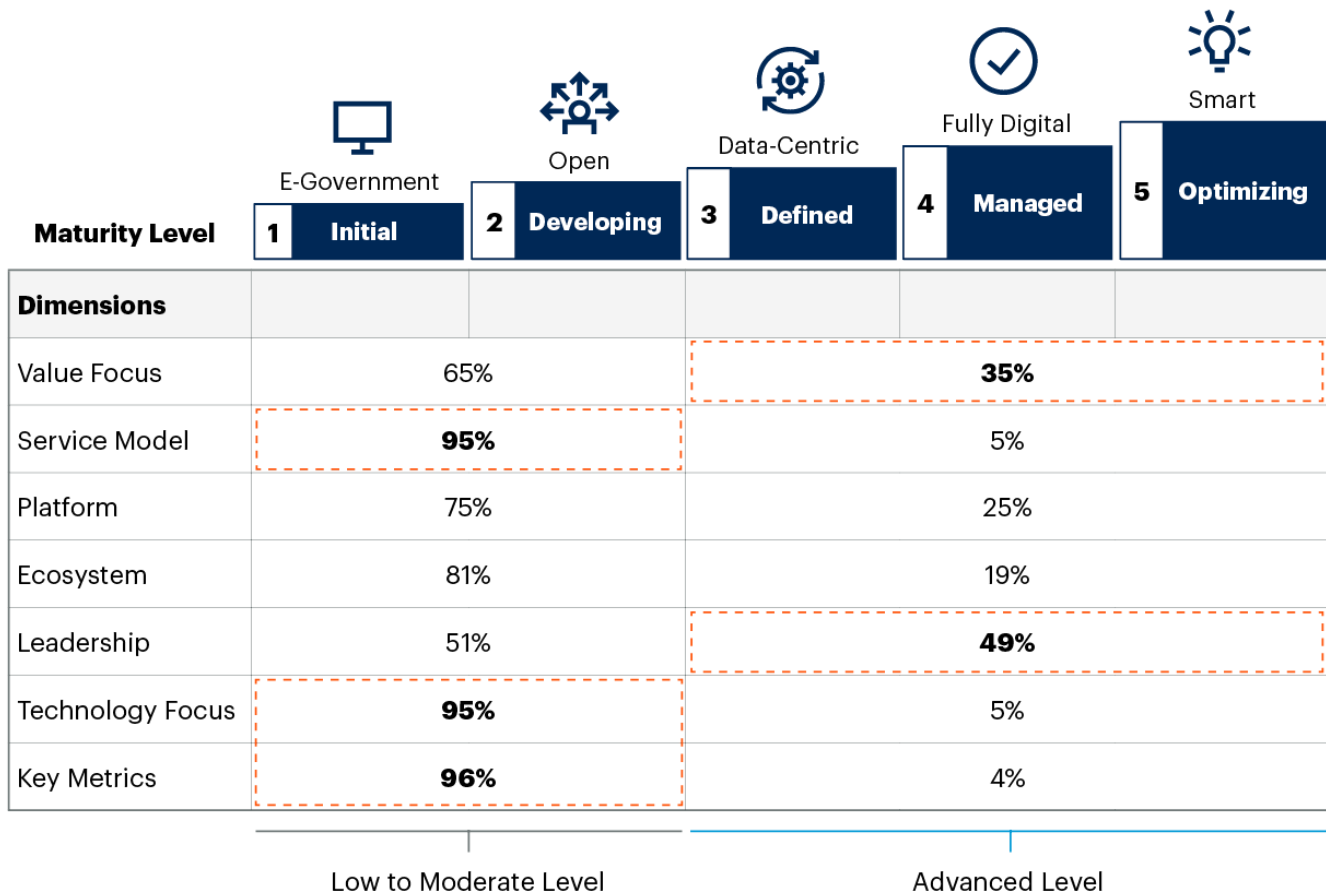 Smart
Fully Digital
Data-Centric
Open
E-Government
Maturity Level 1 Initial 2 Developing 3 Defined 4 Managed 5 Optimizing
Dimensions
Value Focus 65% 35%
Service Model 95% 5%
Platform 75% 25%
Ecosystem 81% 19%
Leadership 51% 49%
Technology Focus 95% 5%
Key Metrics 96% 4%
Low to Moderate Level Advanced Level